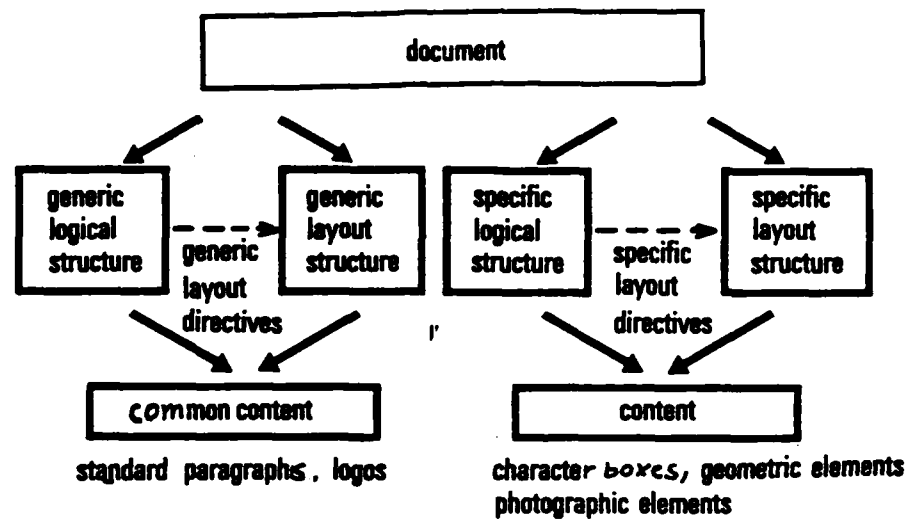 document
generic
logical
structure
generic
layout
structure
specific
logical
structure
specific
layout
structure
generic
layout
directives
specific
layout
directives
common content
content
standard paragraphs, logos
character boxes, geometric elements
photographic elements